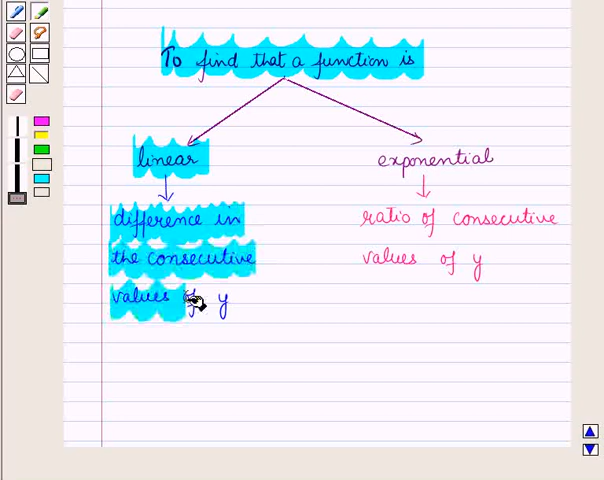 To find that a function is
linear
exponential
difference in
the consecutive
values of y
ratio of consecutive
values of y